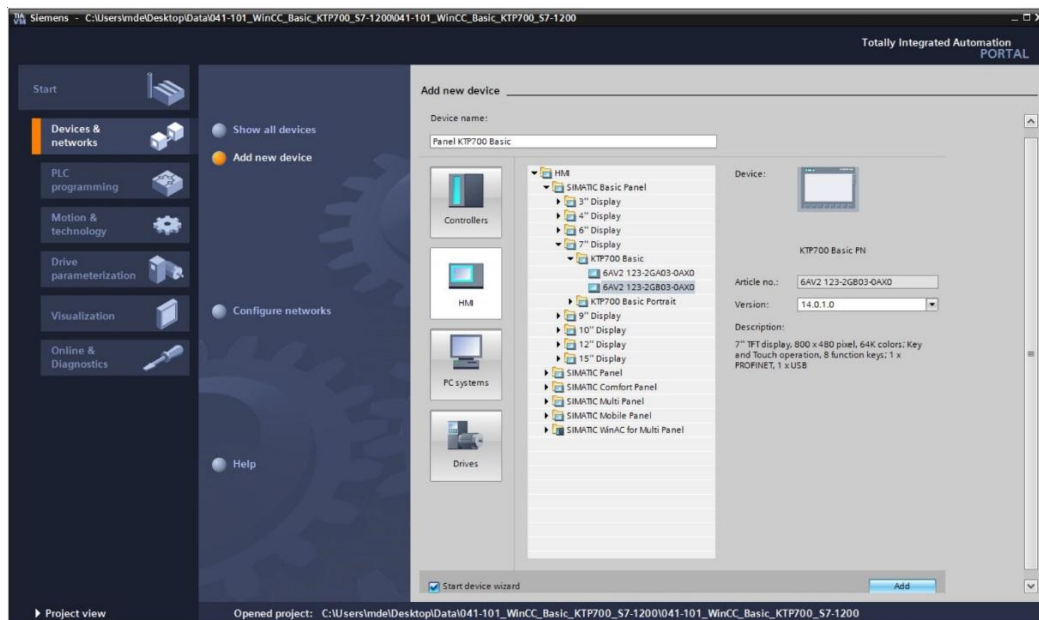 Siemens - C:\Users\mde\Desktop\Data\041-101_WinCC_Basic_KTP700_S7-1200\041-101_WinCC_Basic_KTP700_S7-1200
Totally Integrated Automation
PORTAL
Start
Devices &
networks
PLC
programming
Motion &
technology
Drive
parameterization
Visualization
Online &
Diagnostics
Show all devices
Add new device
Configure networks
Help
Add new device
Device name:
Panel KTP700 Basic
Controllers
HMI
PC systems
Drives
HMI
SIMATIC Basic Panel
3" Display
4" Display
6" Display
7" Display
KTP700 Basic
6AV2 123-2GA03-0AX0
6AV2 123-2GB03-0AX0
KTP700 Basic Portrait
9" Display
10" Display
12" Display
15" Display
SIMATIC Panel
SIMATIC Comfort Panel
SIMATIC Multi Panel
SIMATIC Mobile Panel
SIMATIC WinAC for Multi Panel
Device:
KTP700 Basic PN
Article no.: 6AV2 123-2GB03-0AX0
Version: 14.0.1.0
Description:
7" TFT display, 800 x 480 pixel, 64K colors; Key
and Touch operation, 8 function keys; 1 x
PROFINET, 1 x USB
Start device wizard
Add
Project view
Opened project: C:\Users\mde\Desktop\Data\041-101_WinCC_Basic_KTP700_S7-1200\041-101_WinCC_Basic_KTP700_S7-1200